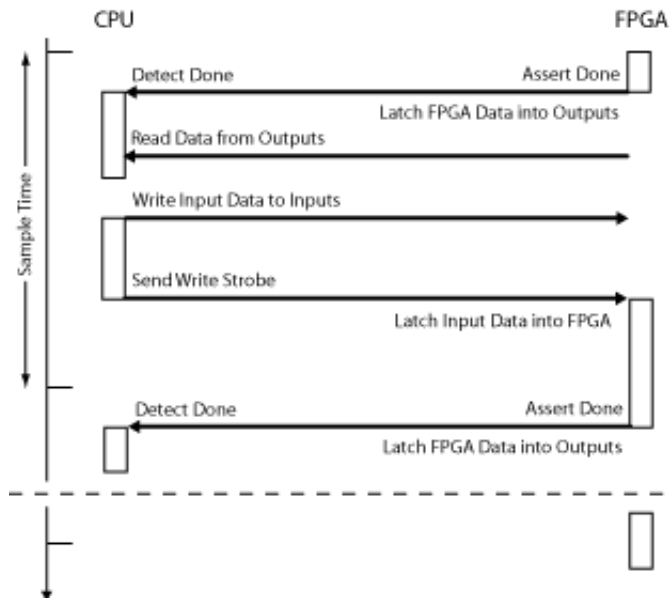 CPU
FPGA
Detect Done
Assert Done
Latch FPGA Data into Outputs
Read Data from Outputs
Write Input Data to Inputs
Sample Time
Send Write Strobe
Latch Input Data into FPGA
Detect Done
Assert Done
Latch FPGA Data into Outputs